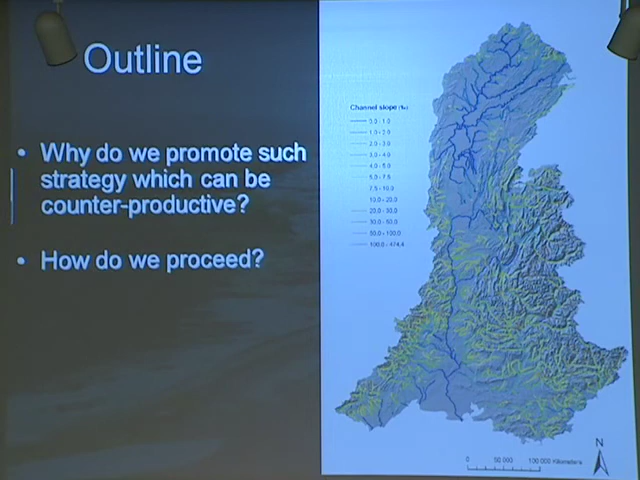 Outline
• Why do we promote such
strategy which can be
counter-productive?
• How do we proceed?
Channel slope (‰)
0,0 - 1,0
1,0 - 2,0
2,0 - 3,0
3,0 - 4,0
4,0 - 5,0
5,0 - 7,5
7,5 - 10,0
10,0 - 20,0
20,0 - 30,0
30,0 - 50,0
50,0 - 100,0
100,0 - 474,4
N
0 50 000 100 000 Kilometers